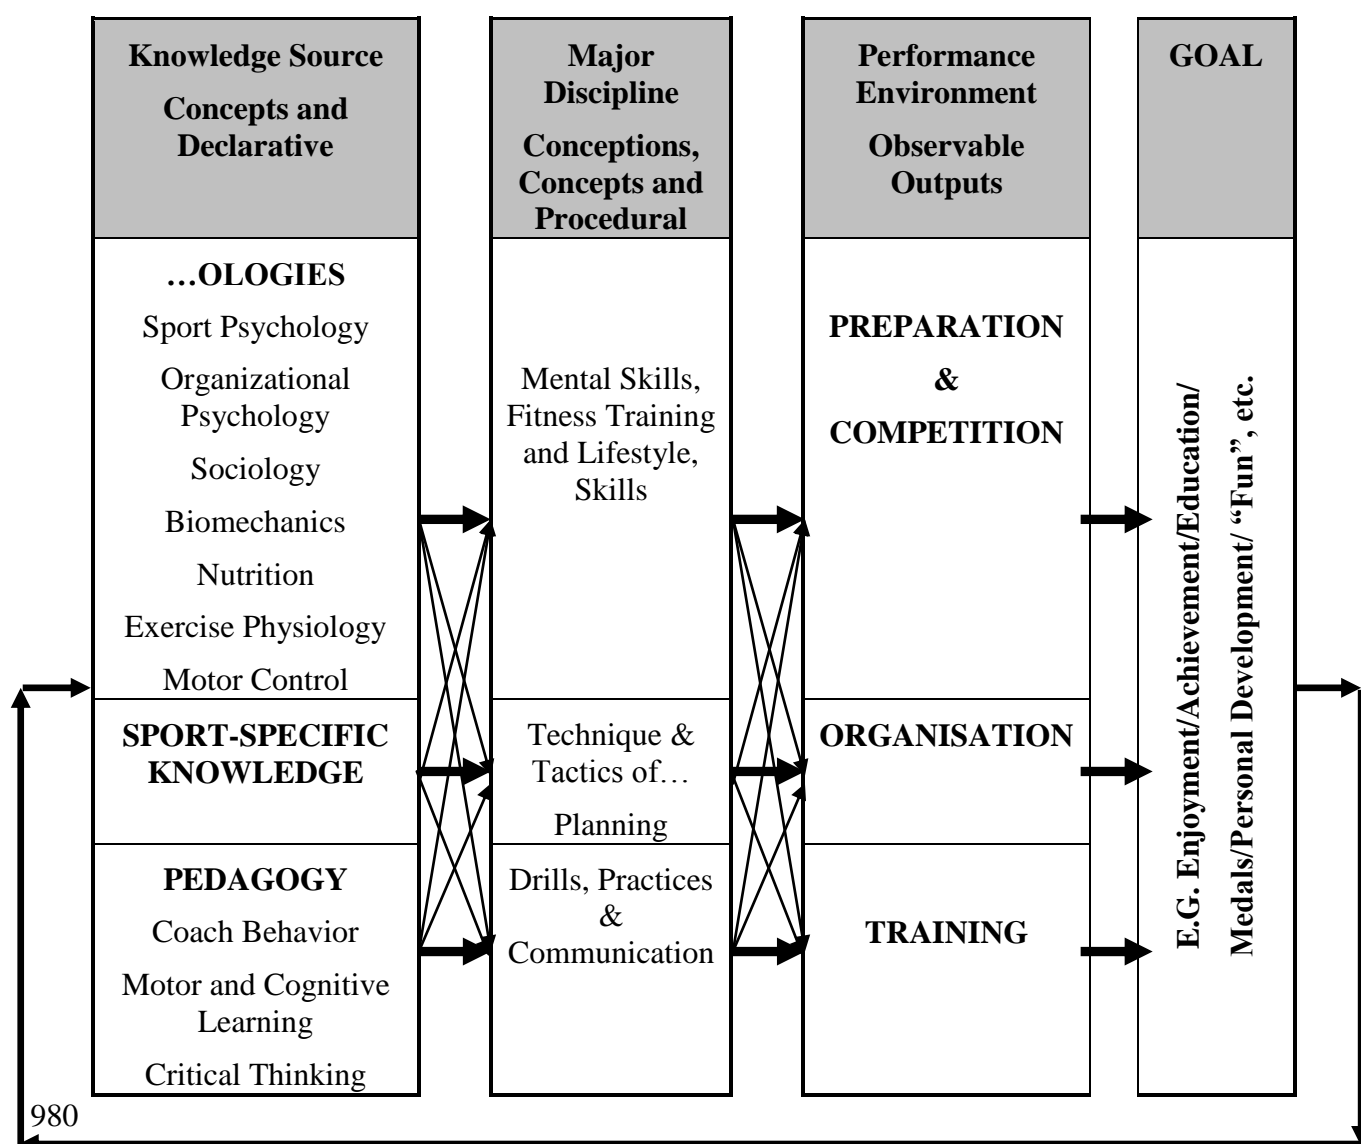 Knowledge Source
Concepts and
Declarative
Major
Discipline
Conceptions,
Concepts and
Procedural
Performance
Environment
Observable
Outputs
GOAL
…OLOGIES
Sport Psychology
Organizational
Psychology
Sociology
Biomechanics
Nutrition
Exercise Physiology
Motor Control
Mental Skills,
Fitness Training
and Lifestyle,
Skills
PREPARATION
&
COMPETITION
E.G. Enjoyment/Achievement/Education/
Medals/Personal Development/ “Fun”, etc.
SPORT-SPECIFIC
KNOWLEDGE
Technique &
Tactics of…
Planning
ORGANISATION
PEDAGOGY
Coach Behavior
Motor and Cognitive
Learning
Critical Thinking
Drills, Practices
&
Communication
TRAINING
980